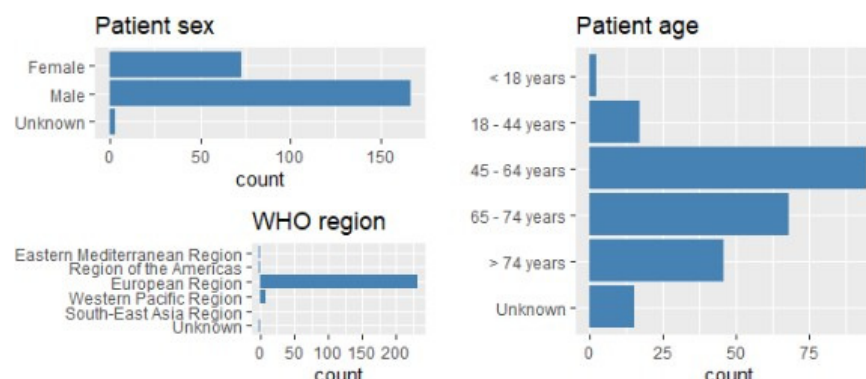 Patient sex
Female
Male
Unknown
0 50 100 150
count
WHO region
Eastern Mediterranean Region
Region of the Americas
European Region
Western Pacific Region
South-East Asia Region
Unknown
0 50 100 150 200
count
Patient age
< 18 years
18 - 44 years
45 - 64 years
65 - 74 years
> 74 years
Unknown
0 25 50 75
count